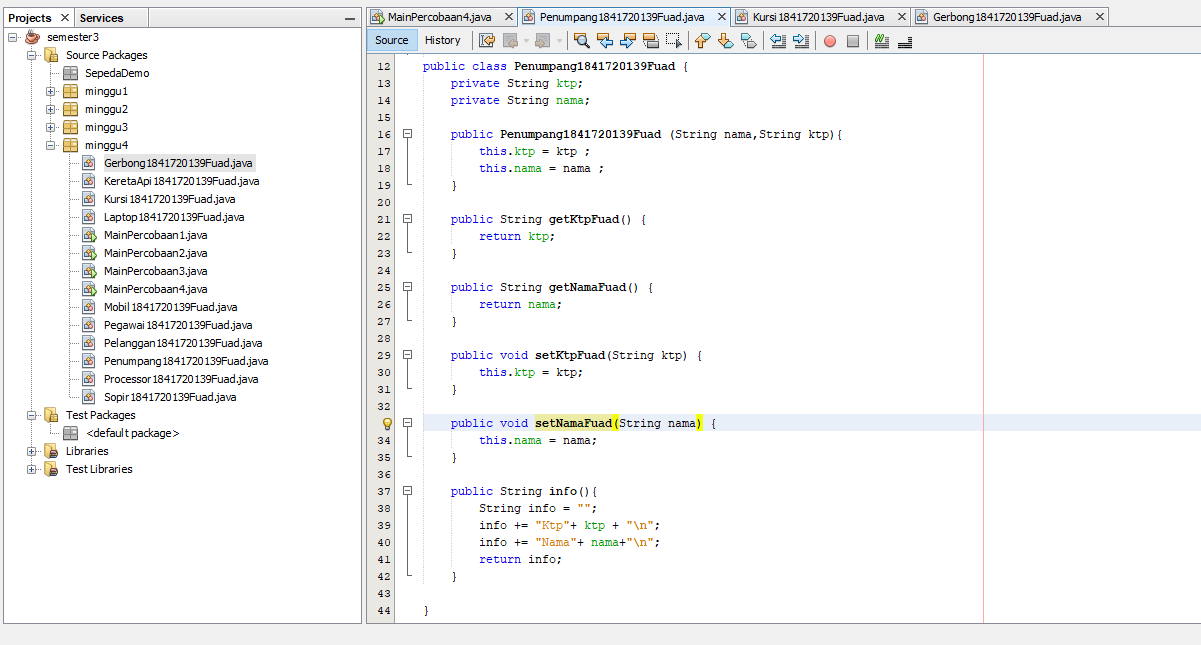 Projects
Services
semester3
Source Packages
SepedaDemo
minggu1
minggu2
minggu3
minggu4
Gerbong1841720139Fuad.java
KeretaApi1841720139Fuad.java
Kursi1841720139Fuad.java
Laptop1841720139Fuad.java
MainPercobaan1.java
MainPercobaan2.java
MainPercobaan3.java
MainPercobaan4.java
Mobil1841720139Fuad.java
Pegawai1841720139Fuad.java
Pelanggan1841720139Fuad.java
Penumpang1841720139Fuad.java
Processor1841720139Fuad.java
Sopir1841720139Fuad.java
Test Packages
<default package>
Libraries
Test Libraries
MainPercobaan4.java
Penumpang1841720139Fuad.java
Kursi1841720139Fuad.java
Gerbong1841720139Fuad.java
Source History
12 public class Penumpang1841720139Fuad {
13 private String ktp;
14 private String nama;
15
16 public Penumpang1841720139Fuad (String nama,String ktp){
17 this.ktp = ktp ;
18 this.nama = nama ;
19 }
20
21 public String getKtpFuad() {
22 return ktp;
23 }
24
25 public String getNamaFuad() {
26 return nama;
27 }
28
29 public void setKtpFuad(String ktp) {
30 this.ktp = ktp;
31 }
32
public void setNamaFuad(String nama) {
34 this.nama = nama;
35 }
36
37 public String info(){
38 String info = "";
39 info += "Ktp"+ ktp + "\n";
40 info += "Nama"+ nama+"\n";
41 return info;
42 }
43
44 }